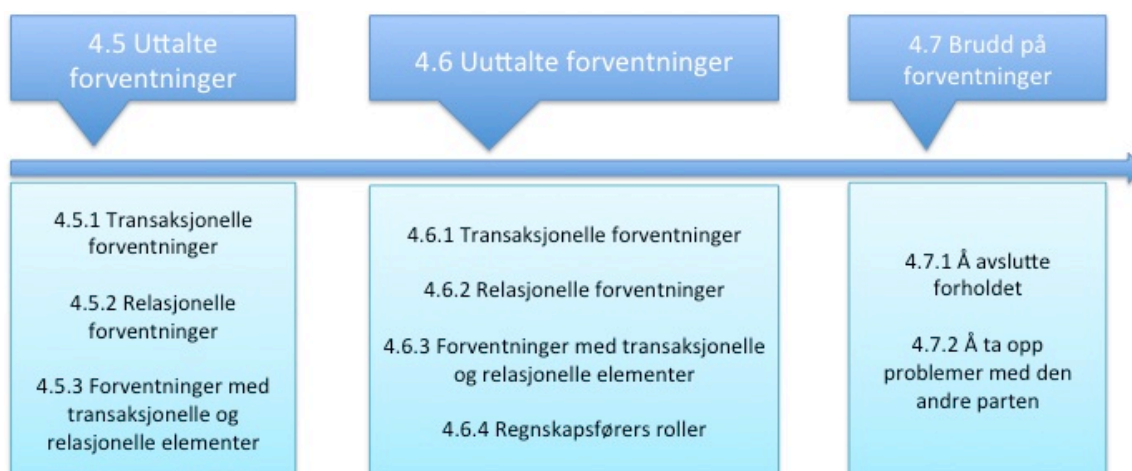 4.5 Uttalte
forventninger
4.6 Uuttalte forventninger
4.7 Brudd på
forventninger
4.5.1 Transaksjonelle
forventninger
4.5.2 Relasjonelle
forventninger
4.5.3 Forventninger med
transaksjonelle og
relasjonelle elementer
4.6.1 Transaksjonelle forventninger
4.6.2 Relasjonelle forventninger
4.6.3 Forventninger med transaksjonelle
og relasjonelle elementer
4.6.4 Regnskapsførers roller
4.7.1 Å avslutte
forholdet
4.7.2 Å ta opp
problemer med den
andre parten